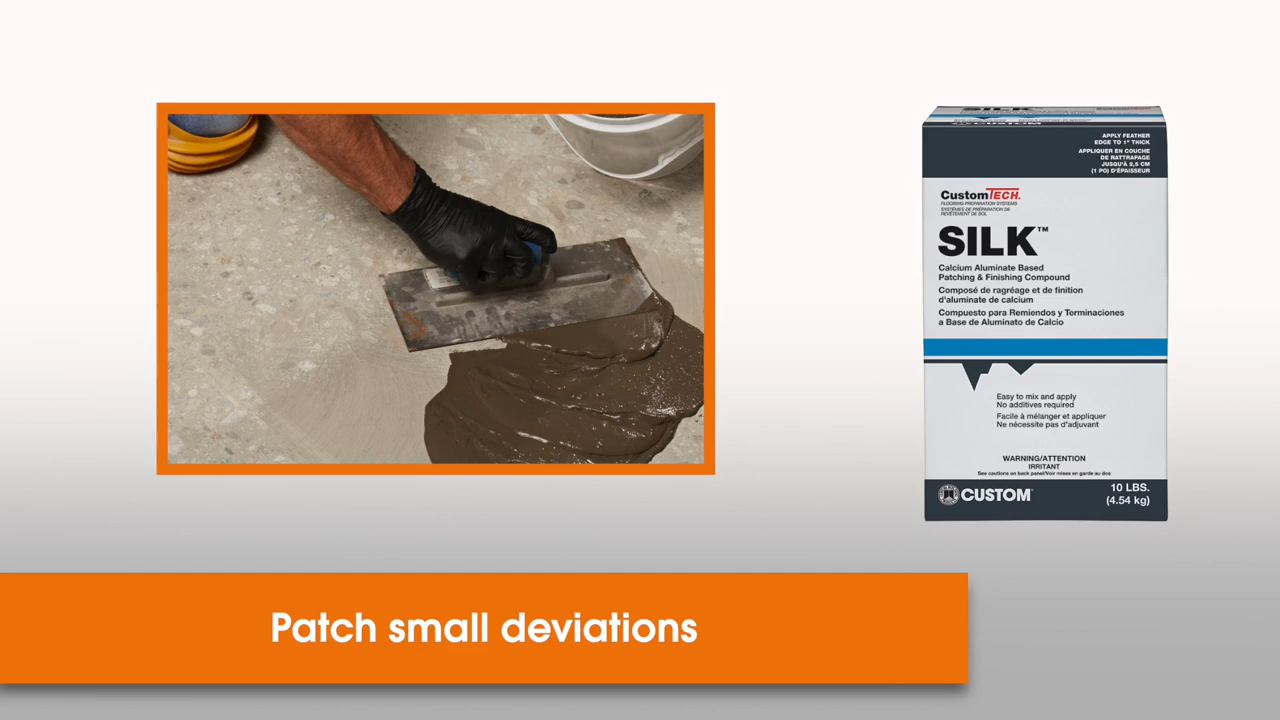 SILK™
CUSTOM
APPLY FEATHER
EDGE TO 1" THICK
APPLIQUER EN COUCHE
DE RATTRAPAGE
JUSQU'À 2,5 CM
(1 PO) D'ÉPAISSEUR
CustomTECH.
FLOORING PREPARATION SYSTEMS
SYSTÈMES DE PRÉPARATION DE
REVÊTEMENT DE SOL
SILK™
Calcium Aluminate Based
Patching & Finishing Compound
Composé de ragréage et de finition
d'aluminate de calcium
Compuesto para Remiendos y Terminaciones
a Base de Aluminato de Calcio
Easy to mix and apply
No additives required
Facile à mélanger et appliquer
Ne nécessite pas d'adjuvant
WARNING/ATTENTION
IRRITANT
See cautions on back panel/Voir mises en garde au dos
CUSTOM
10 LBS.
(4.54 kg)
Patch small deviations